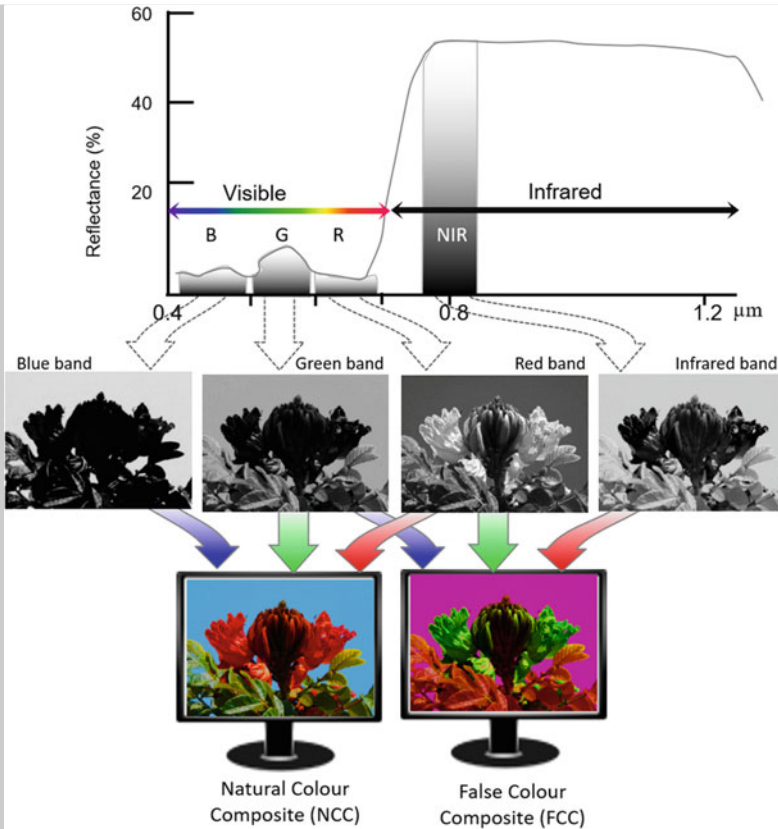 60
40
20
Reflectance (%)
Visible
Infrared
B G R NIR
0.4 0.8 1.2 µm
Blue band Green band Red band Infrared band
Natural Colour
Composite (NCC)
False Colour
Composite (FCC)